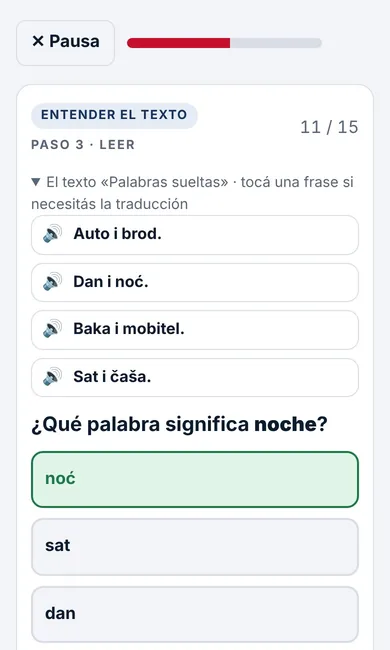 ✕ Pausa
ENTENDER EL TEXTO
11 / 15
PASO 3 · LEER
▼ El texto «Palabras sueltas» · tocá una frase si
necesitás la traducción
Auto i brod.
Dan i noć.
Baka i mobitel.
Sat i čaša.
¿Qué palabra significa noche?
noć
sat
dan